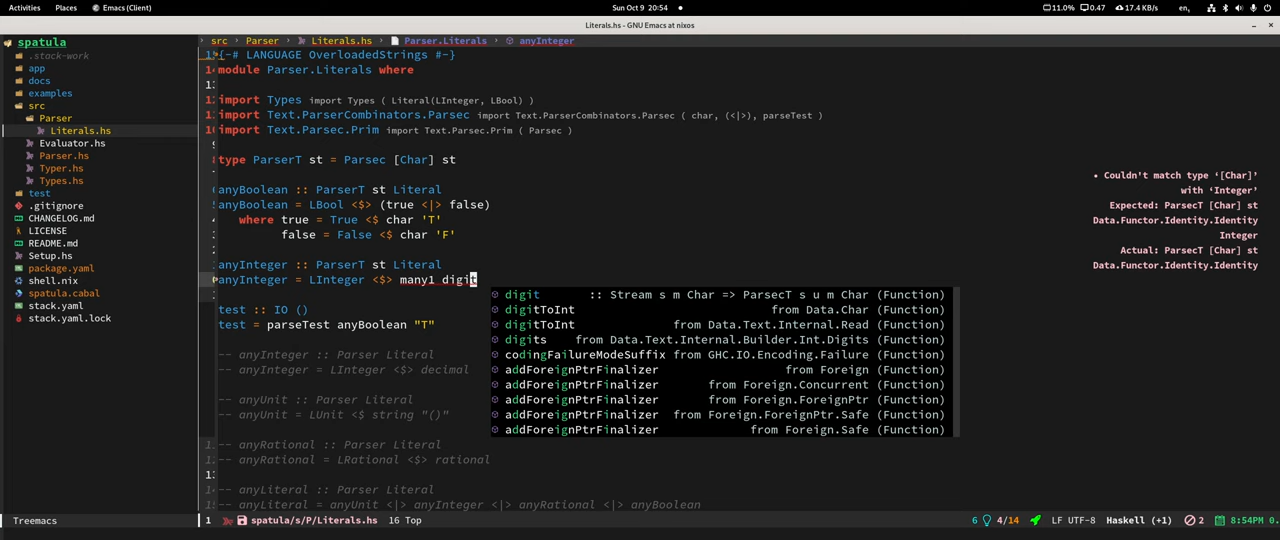 Activities Places Emacs (Client) Sun Oct 9 20:54 11.0% 0.47 17.4 KB/s en,
Literals.hs - GNU Emacs at nixos
spatula
.stack-work
app
docs
examples
src
Parser
Literals.hs
Evaluator.hs
Parser.hs
Typer.hs
Types.hs
test
.gitignore
CHANGELOG.md
LICENSE
README.md
Setup.hs
package.yaml
shell.nix
spatula.cabal
stack.yaml
stack.yaml.lock
Treemacs
› src › Parser › Literals.hs › Parser.Literals › anyInteger
{-# LANGUAGE OverloadedStrings #-}
module Parser.Literals where
import Types import Types ( Literal(LInteger, LBool) )
import Text.ParserCombinators.Parsec import Text.ParserCombinators.Parsec ( char, (<|>), parseTest )
import Text.Parsec.Prim import Text.Parsec.Prim ( Parsec )
9
type ParserT st = Parsec [Char] st
anyBoolean :: ParserT st Literal
anyBoolean = LBool <$> (true <|> false)
where true = True <$ char 'T'
false = False <$ char 'F'
anyInteger :: ParserT st Literal
anyInteger = LInteger <$> many1 digit
test :: IO ()
test = parseTest anyBoolean "T"
-- anyInteger :: Parser Literal
-- anyInteger = LInteger <$> decimal
-- anyUnit :: Parser Literal
-- anyUnit = LUnit <$ string "()"
-- anyRational :: Parser Literal
-- anyRational = LRational <$> rational
-- anyLiteral :: Parser Literal
-- anyLiteral = anyUnit <|> anyInteger <|> anyRational <|> anyBoolean
digit :: Stream s m Char => ParsecT s u m Char (Function)
digitToInt from Data.Char (Function)
digitToInt from Data.Text.Internal.Read (Function)
digits from Data.Text.Internal.Builder.Int.Digits (Function)
codingFailureModeSuffix from GHC.IO.Encoding.Failure (Function)
addForeignPtrFinalizer from Foreign (Function)
addForeignPtrFinalizer from Foreign.Concurrent (Function)
addForeignPtrFinalizer from Foreign.ForeignPtr (Function)
addForeignPtrFinalizer from Foreign.ForeignPtr.Safe (Function)
addForeignPtrFinalizer from Foreign.Safe (Function)
• Couldn't match type ‘[Char]’
with ‘Integer’
Expected: ParsecT [Char] st
Data.Functor.Identity.Identity
Integer
Actual: ParsecT [Char] st
Data.Functor.Identity.Identity
1 spatula/s/P/Literals.hs 16 Top 6 4/14 LF UTF-8 Haskell (+1) 2 8:54PM 0.